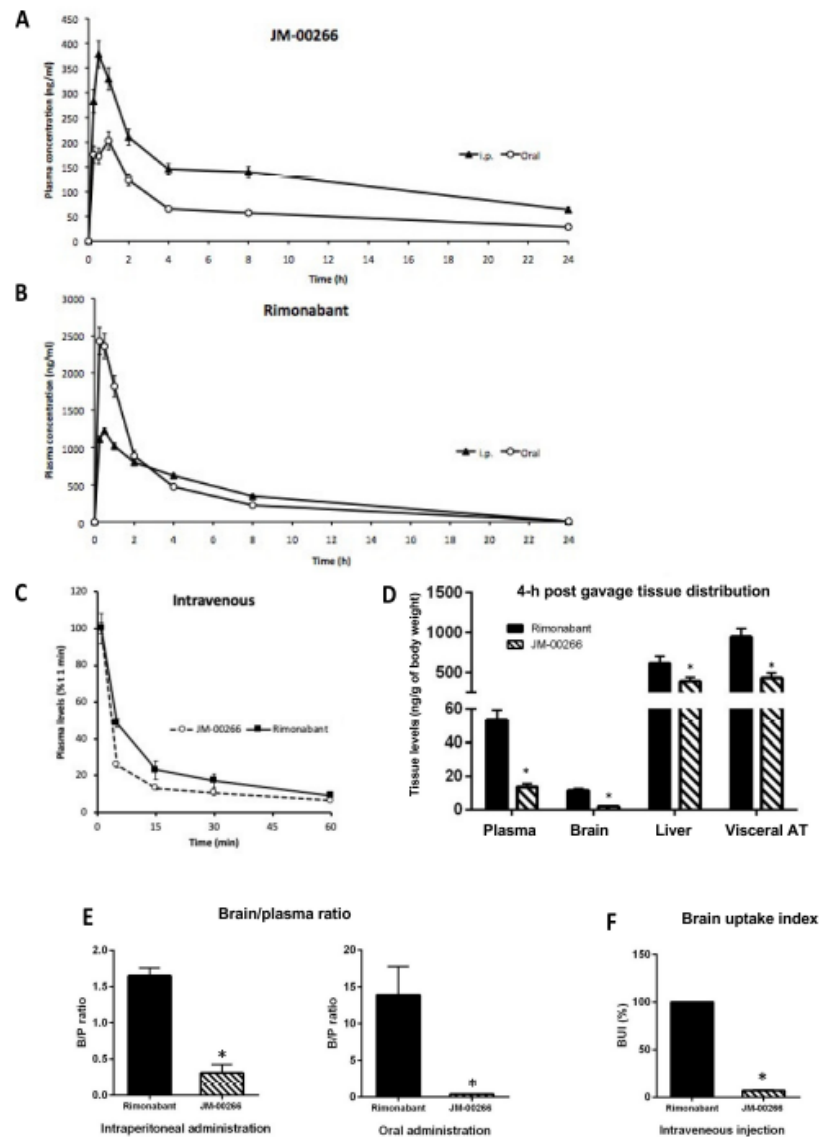 A
JM-00266
Plasma concentration (ng/ml)
450
400
350
300
250
200
150
100
50
0
i.p. Oral
0 2 4 6 8 10 12 14 16 18 20 22 24
Time (h)
B
Rimonabant
Plasma concentration (ng/ml)
3000
2500
2000
1500
1000
500
0
i.p. Oral
0 2 4 6 8 10 12 14 16 18 20 22 24
Time (h)
C
Intravenous
Plasma levels (% t 1 min)
120
100
80
60
40
20
0
JM-00266 Rimonabant
0 15 30 45 60
Time (min)
D
4-h post gavage tissue distribution
Tissue levels (ng/g of body weight)
1500
1000
500
60
40
20
0
Rimonabant
JM-00266
*
*
*
*
Plasma Brain Liver Visceral AT
E
Brain/plasma ratio
B/P ratio
2.0
1.5
1.0
0.5
0.0
*
Rimonabant JM-00266
Intraperitoneal administration
B/P ratio
20
15
10
5
0
*
Rimonabant JM-00266
Oral administration
F
Brain uptake index
BUI (%)
150
100
50
0
*
Rimonabant JM-00266
Intraveneous injection